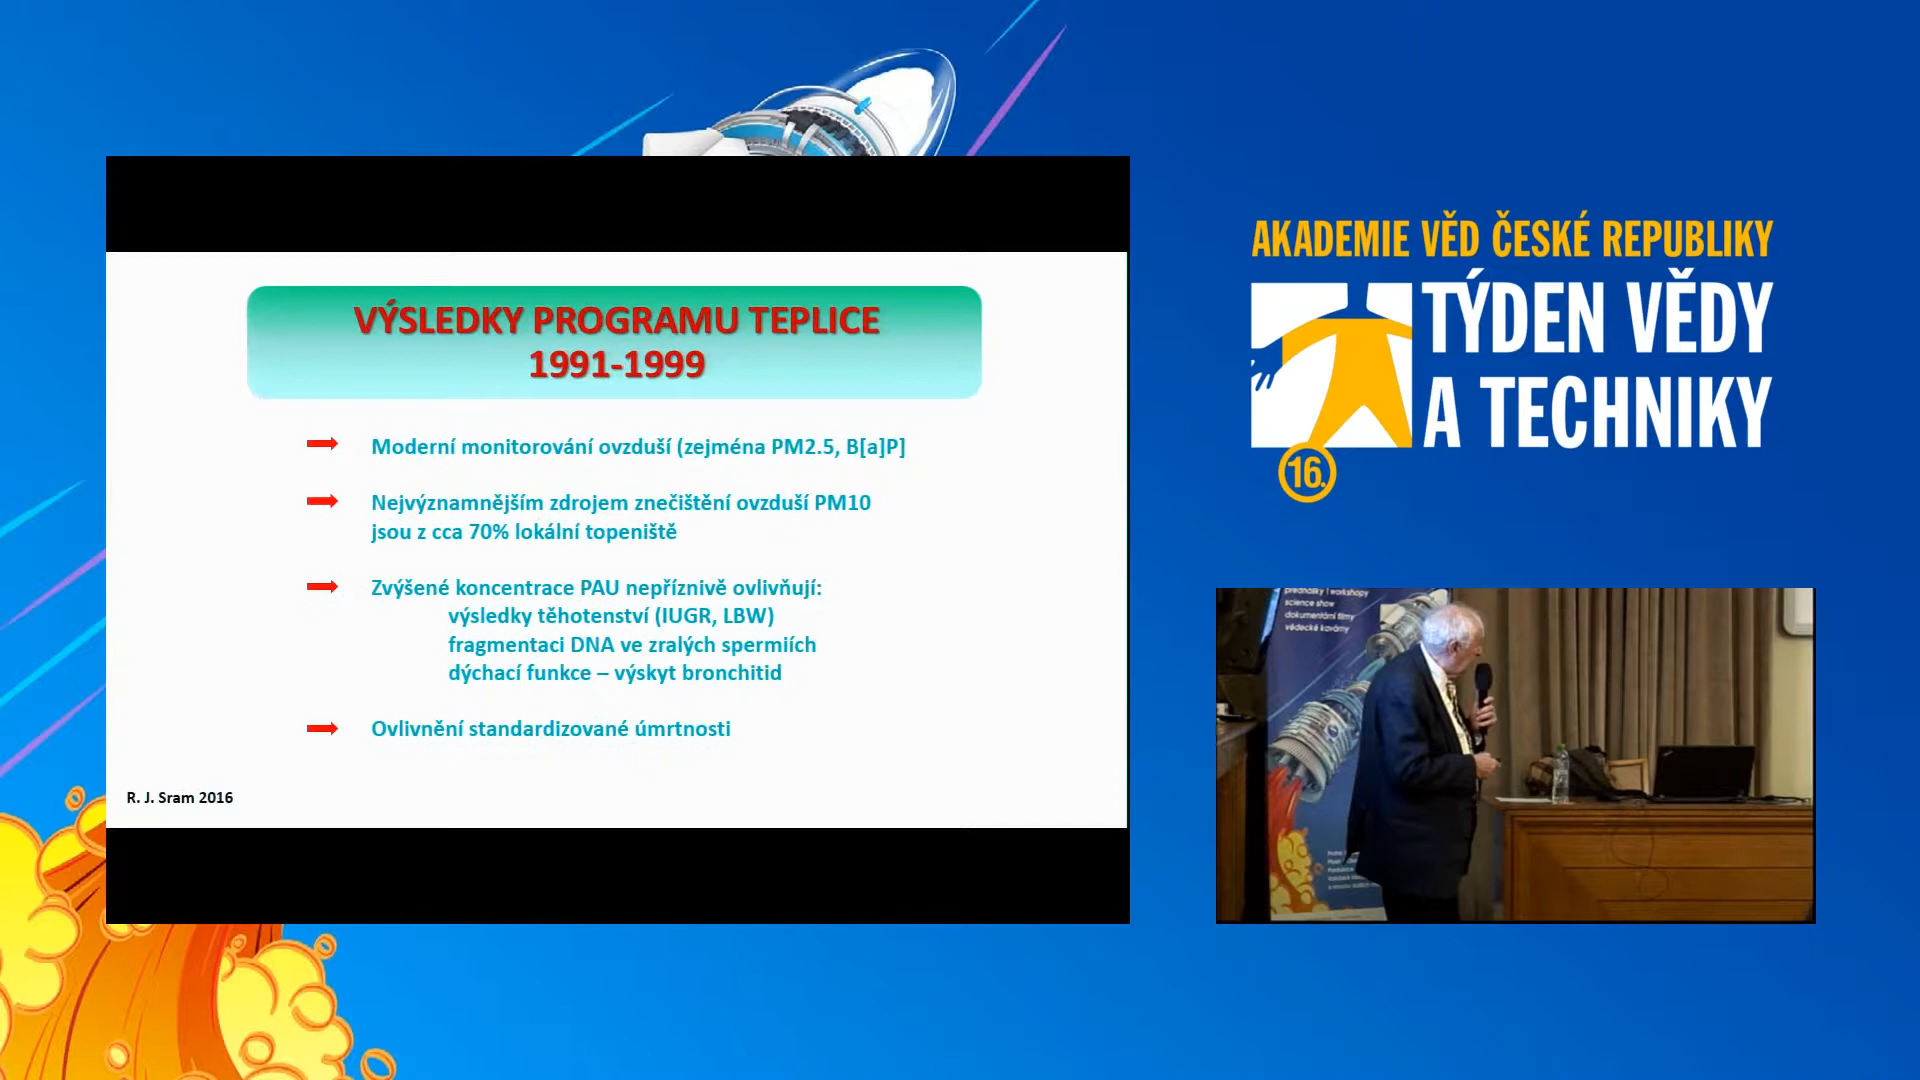 VÝSLEDKY PROGRAMU TEPLICE
1991-1999
Moderní monitorování ovzduší (zejména PM2.5, B[a]P]
Nejvýznamnějším zdrojem znečištění ovzduší PM10
jsou z cca 70% lokální topeniště
Zvýšené koncentrace PAU nepříznivě ovlivňují:
výsledky těhotenství (IUGR, LBW)
fragmentaci DNA ve zralých spermiích
dýchací funkce – výskyt bronchitid
Ovlivnění standardizované úmrtnosti
R. J. Sram 2016
AKADEMIE VĚD ČESKÉ REPUBLIKY
TÝDEN VĚDY
A TECHNIKY
16.
přednášky i workshopy
science show
dokumentární filmy
vědecké kavárny